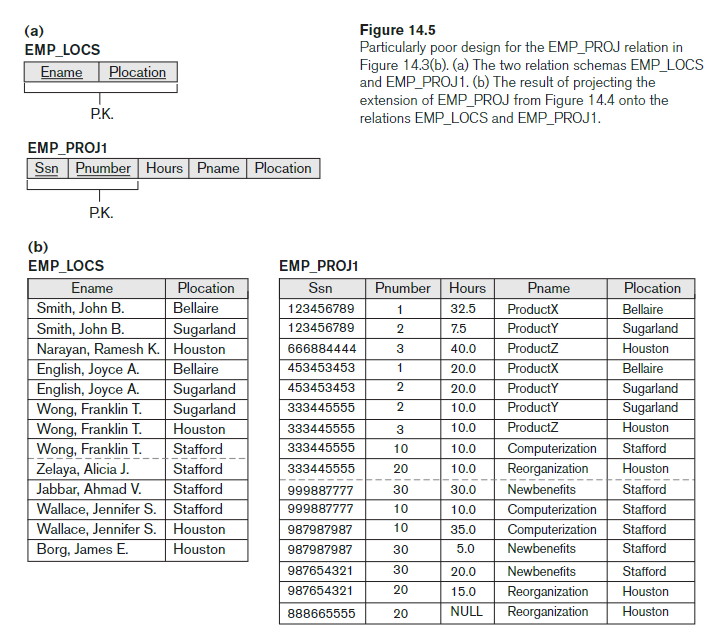 (a)
EMP_LOCS
Ename Plocation
P.K.
EMP_PROJ1
Ssn Pnumber Hours Pname Plocation
P.K.
Figure 14.5
Particularly poor design for the EMP_PROJ relation in
Figure 14.3(b). (a) The two relation schemas EMP_LOCS
and EMP_PROJ1. (b) The result of projecting the
extension of EMP_PROJ from Figure 14.4 onto the
relations EMP_LOCS and EMP_PROJ1.
(b)
EMP_LOCS
Ename Plocation
Smith, John B. Bellaire
Smith, John B. Sugarland
Narayan, Ramesh K. Houston
English, Joyce A. Bellaire
English, Joyce A. Sugarland
Wong, Franklin T. Sugarland
Wong, Franklin T. Houston
Wong, Franklin T. Stafford
Zelaya, Alicia J. Stafford
Jabbar, Ahmad V. Stafford
Wallace, Jennifer S. Stafford
Wallace, Jennifer S. Houston
Borg, James E. Houston
EMP_PROJ1
Ssn Pnumber Hours Pname Plocation
123456789 1 32.5 ProductX Bellaire
123456789 2 7.5 ProductY Sugarland
666884444 3 40.0 ProductZ Houston
453453453 1 20.0 ProductX Bellaire
453453453 2 20.0 ProductY Sugarland
333445555 2 10.0 ProductY Sugarland
333445555 3 10.0 ProductZ Houston
333445555 10 10.0 Computerization Stafford
333445555 20 10.0 Reorganization Houston
999887777 30 30.0 Newbenefits Stafford
999887777 10 10.0 Computerization Stafford
987987987 10 35.0 Computerization Stafford
987987987 30 5.0 Newbenefits Stafford
987654321 30 20.0 Newbenefits Stafford
987654321 20 15.0 Reorganization Houston
888665555 20 NULL Reorganization Houston